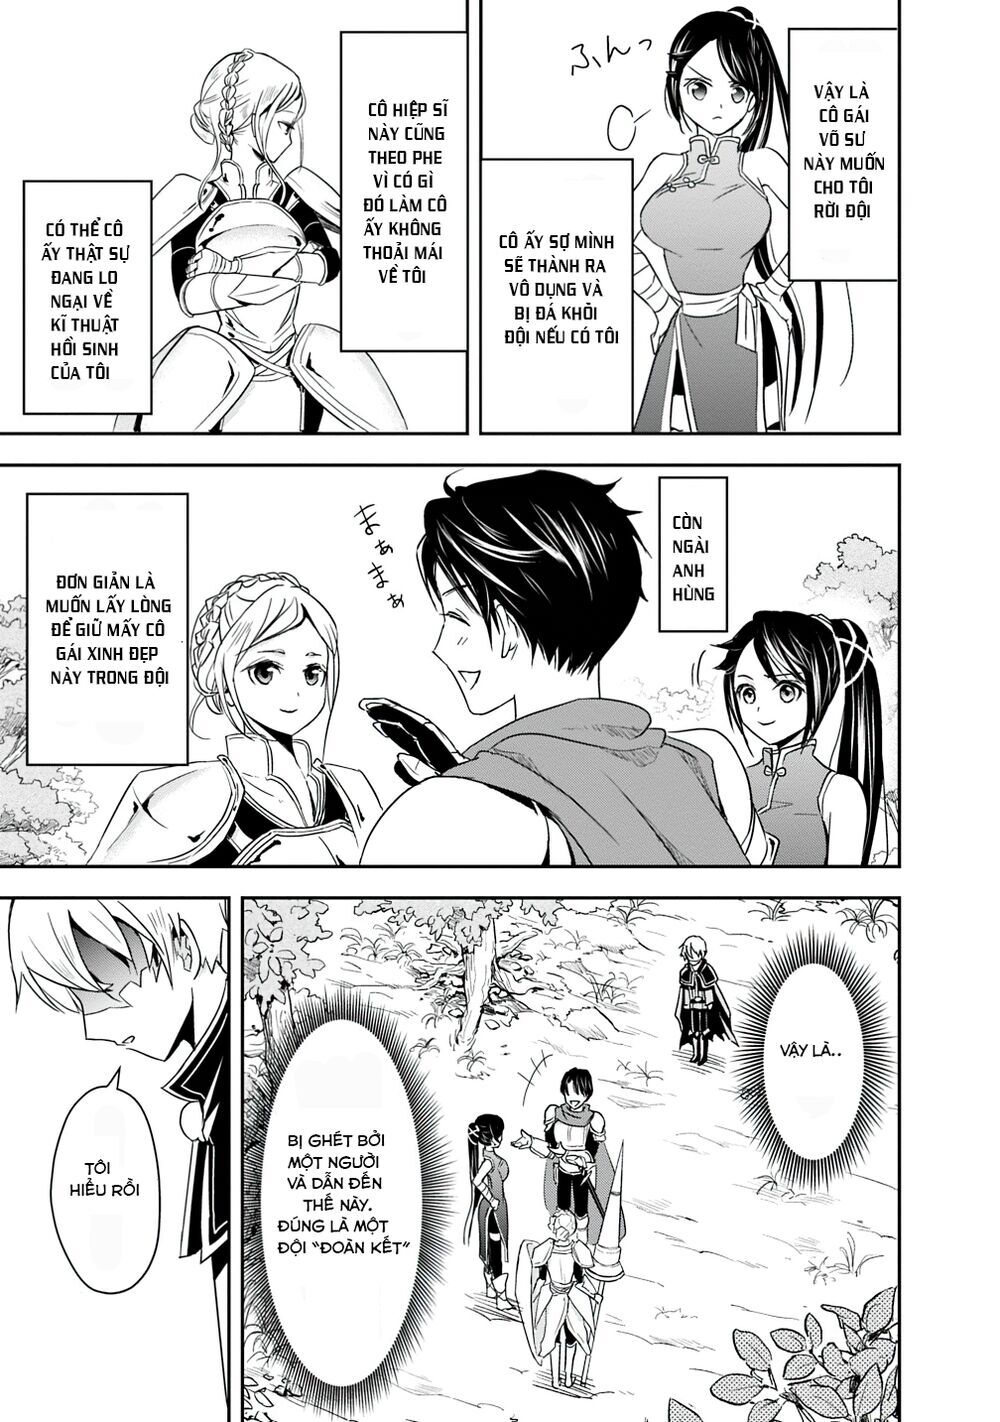 VẬY LÀ
CÔ GÁI
VÕ SƯ
NÀY MUỐN
CHO TÔI
RỜI ĐỘI
ふんっ
CÔ ẤY SỢ MÌNH
SẼ THÀNH RA
VÔ DỤNG VÀ
BỊ ĐÁ KHỎI
ĐỘI NẾU CÓ TÔI
CÔ HIỆP SĨ
NÀY CŨNG
THEO PHE
VÌ CÓ GÌ
ĐÓ LÀM CÔ
ẤY KHÔNG
THOẢI MÁI
VỀ TÔI
CÓ THỂ CÔ
ẤY THẬT SỰ
ĐANG LO
NGẠI VỀ
KĨ THUẬT
HỒI SINH
CỦA TÔI
CÒN
NGÀI
ANH
HÙNG
まぁまぁ
ĐƠN GIẢN LÀ
MUỐN LẤY LÒNG
ĐỂ GIỮ MẤY CÔ
GÁI XINH ĐẸP
NÀY TRONG ĐỘI
VẬY LÀ..
BỊ GHÉT BỞI
MỘT NGƯỜI
VÀ DẪN ĐẾN
THẾ NÀY.
ĐÚNG LÀ MỘT
ĐỘI "ĐOÀN KẾT"
TÔI
HIỂU RỒI